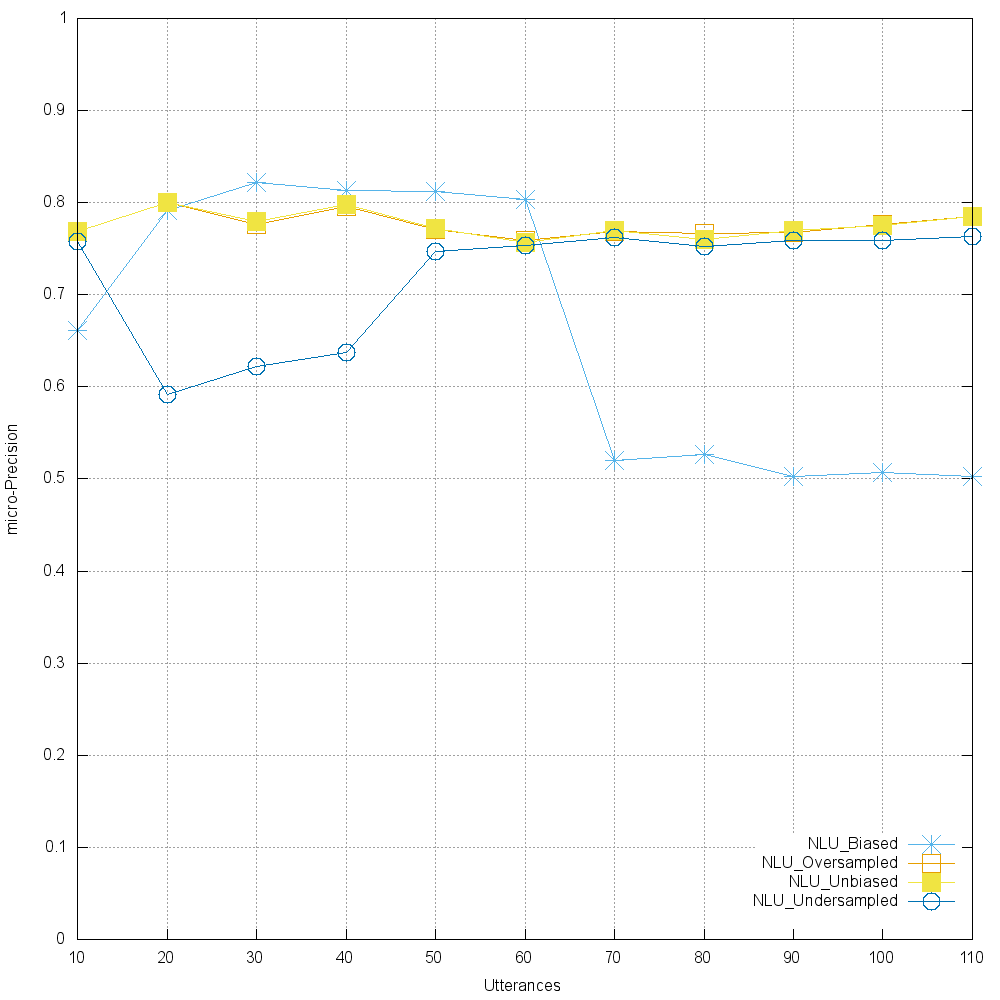 1
0.9
0.8
0.7
0.6
0.5
0.4
0.3
0.2
0.1
0
micro-Precision
NLU_Biased
NLU_Oversampled
NLU_Unbiased
NLU_Undersampled
10 20 30 40 50 60 70 80 90 100 110
Utterances